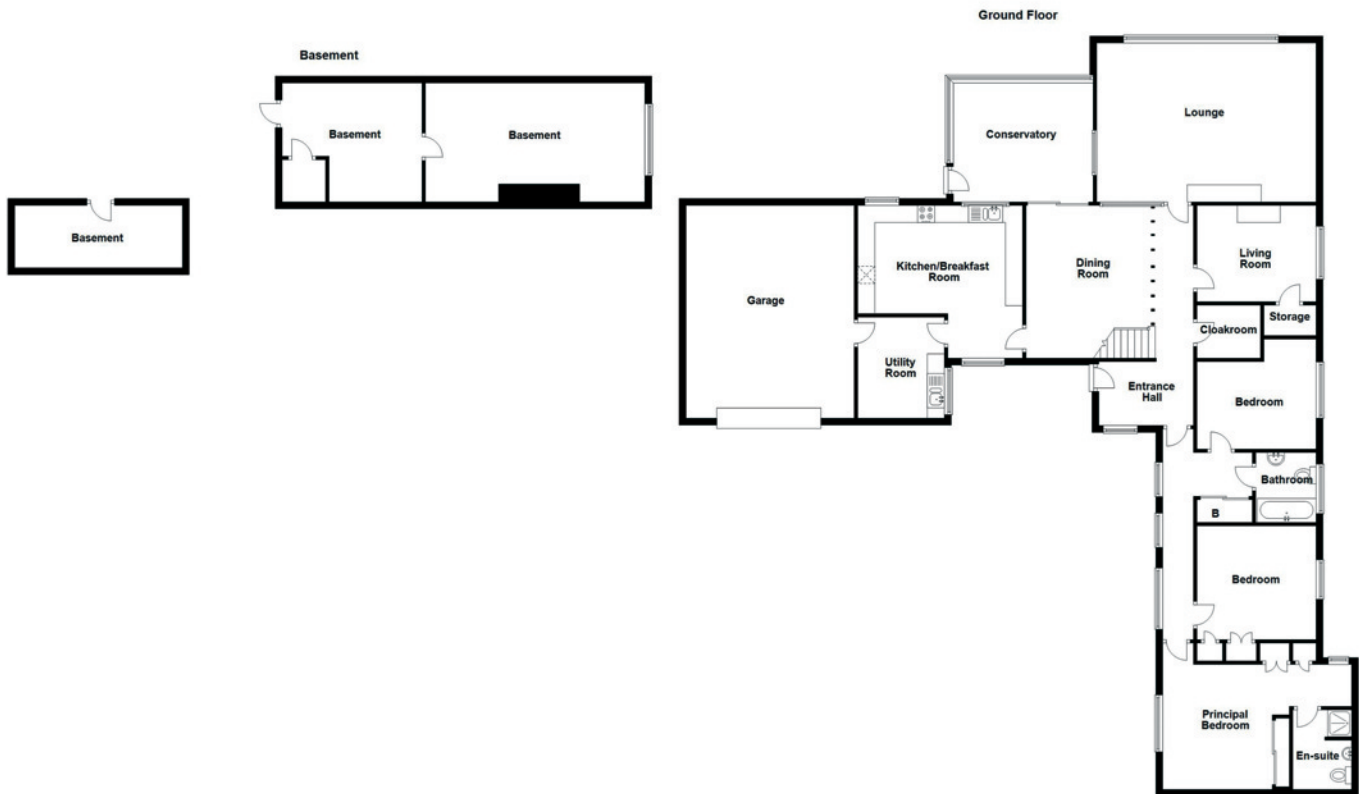 Ground Floor
Basement
Basement
Basement
Basement
Lounge
Conservatory
Garage
Kitchen/Breakfast
Room
Dining
Room
Living
Room
Storage
Cloakroom
Utility
Room
Entrance
Hall
Bedroom
Bathroom
B
Bedroom
Principal
Bedroom
En-suite